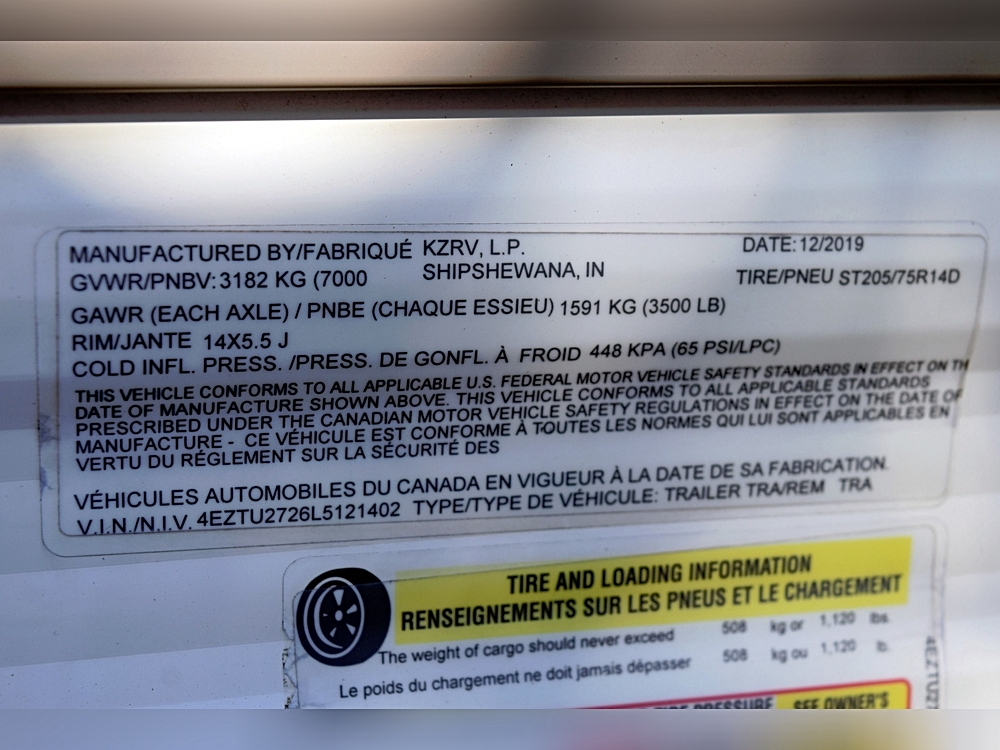 MANUFACTURED BY/FABRIQUÉ KZRV, L.P. DATE: 12/2019
GVWR/PNBV: 3182 KG (7000 SHIPSHEWANA, IN TIRE/PNEU ST205/75R14D
GAWR (EACH AXLE) / PNBE (CHAQUE ESSIEU) 1591 KG (3500 LB)
RIM/JANTE 14X5.5 J
COLD INFL. PRESS. /PRESS. DE GONFL. À FROID 448 KPA (65 PSI/LPC)
THIS VEHICLE CONFORMS TO ALL APPLICABLE U.S. FEDERAL MOTOR VEHICLE SAFETY STANDARDS IN EFFECT ON TH
DATE OF MANUFACTURE SHOWN ABOVE. THIS VEHICLE CONFORMS TO ALL APPLICABLE STANDARDS
PRESCRIBED UNDER THE CANADIAN MOTOR VEHICLE SAFETY REGULATIONS IN EFFECT ON THE DATE OF
MANUFACTURE - CE VÉHICULE EST CONFORME À TOUTES LES NORMES QUI LUI SONT APPLICABLES EN
VERTU DU RÉGLEMENT SUR LA SÉCURITÉ DES
VÉHICULES AUTOMOBILES DU CANADA EN VIGUEUR À LA DATE DE SA FABRICATION.
V.I.N./N.I.V. 4EZTU2726L5121402 TYPE/TYPE DE VÉHICULE: TRAILER TRA/REM TRA
TIRE AND LOADING INFORMATION
RENSEIGNEMENTS SUR LES PNEUS ET LE CHARGEMENT
The weight of cargo should never exceed 508 kg or 1,120 lbs.
Le poids du chargement ne doit jamais dépasser 508 kg ou 1,120 lb.
PRESSURE SEE OWNER'S
4EZTU27